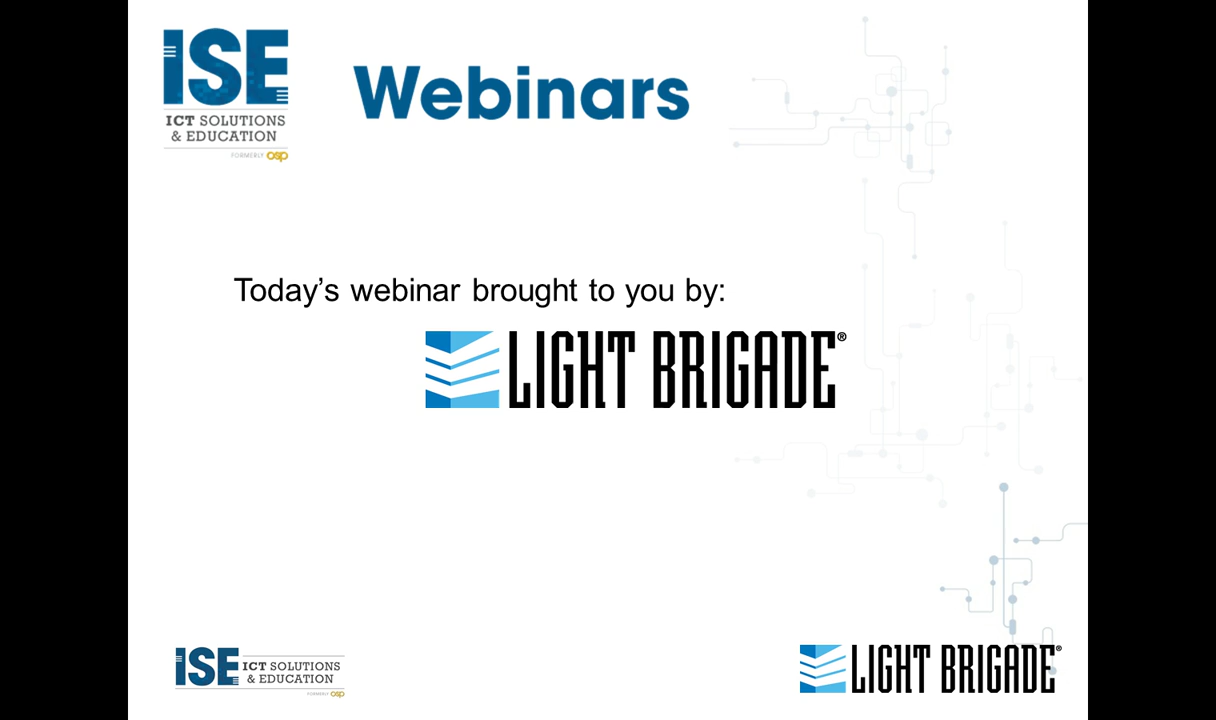 ISE
ICT SOLUTIONS
& EDUCATION
FORMERLY osp
Webinars
Today's webinar brought to you by:
LIGHT BRIGADE®
ISE
ICT SOLUTIONS
& EDUCATION
FORMERLY osp
LIGHT BRIGADE®